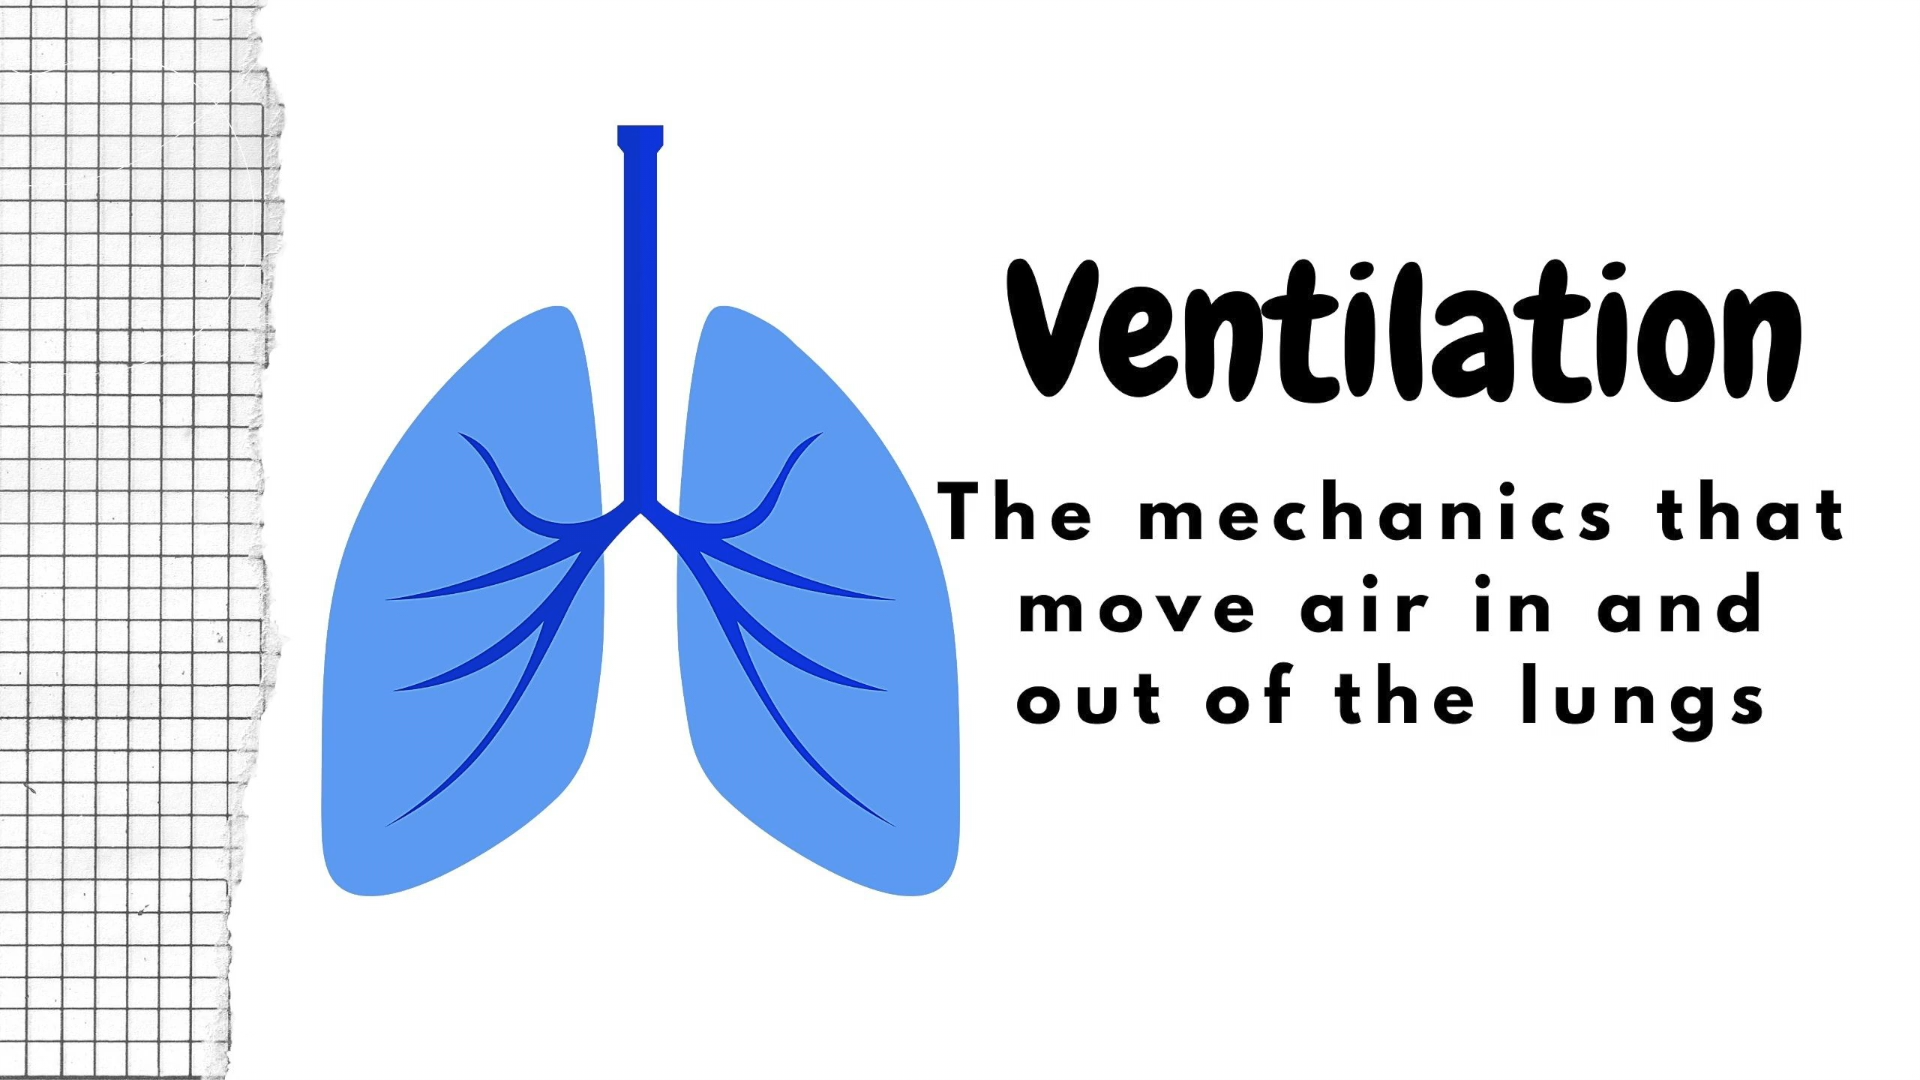 Ventilation
The mechanics that
move air in and
out of the lungs